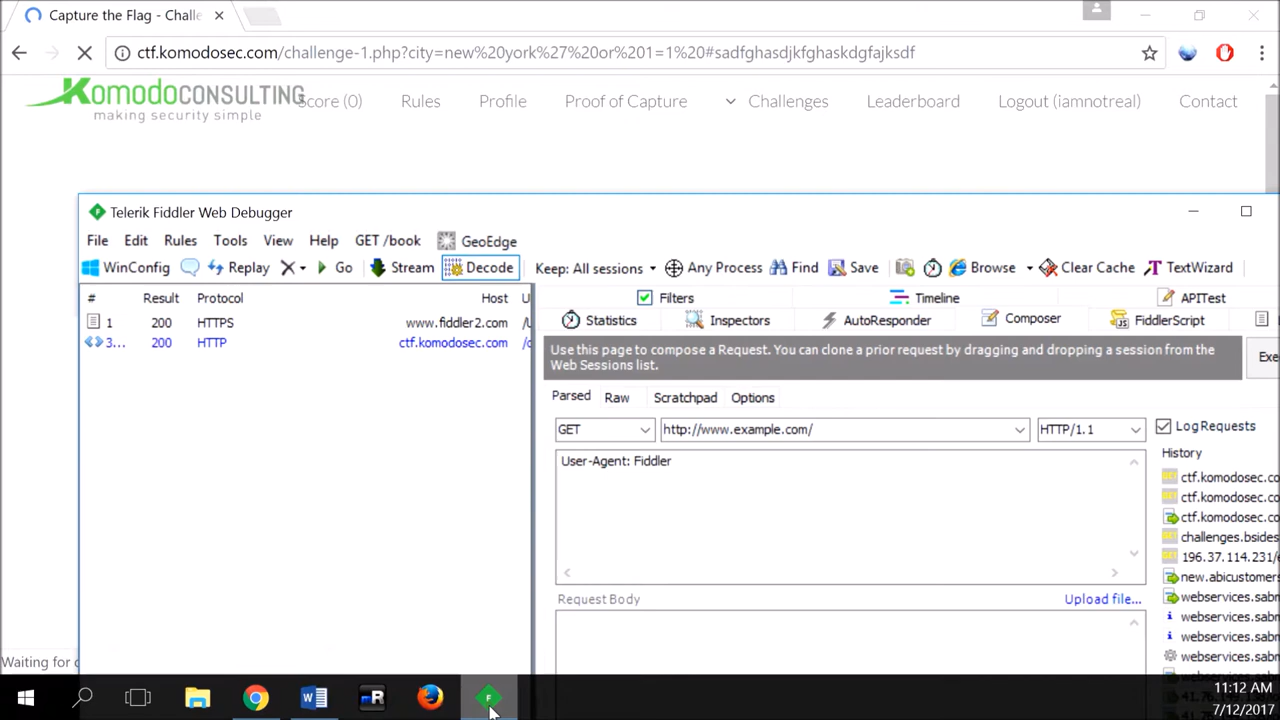 Capture the Flag - Challe
ctf.komodosec.com/challenge-1.php?city=new%20york%27%20or%201=1%20#sadfghasdjkfghaskdgfajksdf
KomodoCONSULTING
making security simple
Score (0) Rules Profile Proof of Capture Challenges Leaderboard Logout (iamnotreal) Contact
Telerik Fiddler Web Debugger
File Edit Rules Tools View Help GET /book GeoEdge
WinConfig Replay Go Stream Decode Keep: All sessions Any Process Find Save Browse Clear Cache TextWizard
# Result Protocol Host U
1 200 HTTPS www.fiddler2.com /U
3... 200 HTTP ctf.komodosec.com /c
Filters Timeline APITest
Statistics Inspectors AutoResponder Composer FiddlerScript
Use this page to compose a Request. You can clone a prior request by dragging and dropping a session from the
Web Sessions list.
Exe
Parsed Raw Scratchpad Options
GET http://www.example.com/ HTTP/1.1
Log Requests
User-Agent: Fiddler
History
ctf.komodosec.co
ctf.komodosec.co
ctf.komodosec.co
challenges.bsides
196.37.114.231/
new.abicustomers
webservices.sabm
webservices.sabm
webservices.sabm
webservices.sabm
Request Body Upload file...
Waiting for c
11:12 AM
7/12/2017